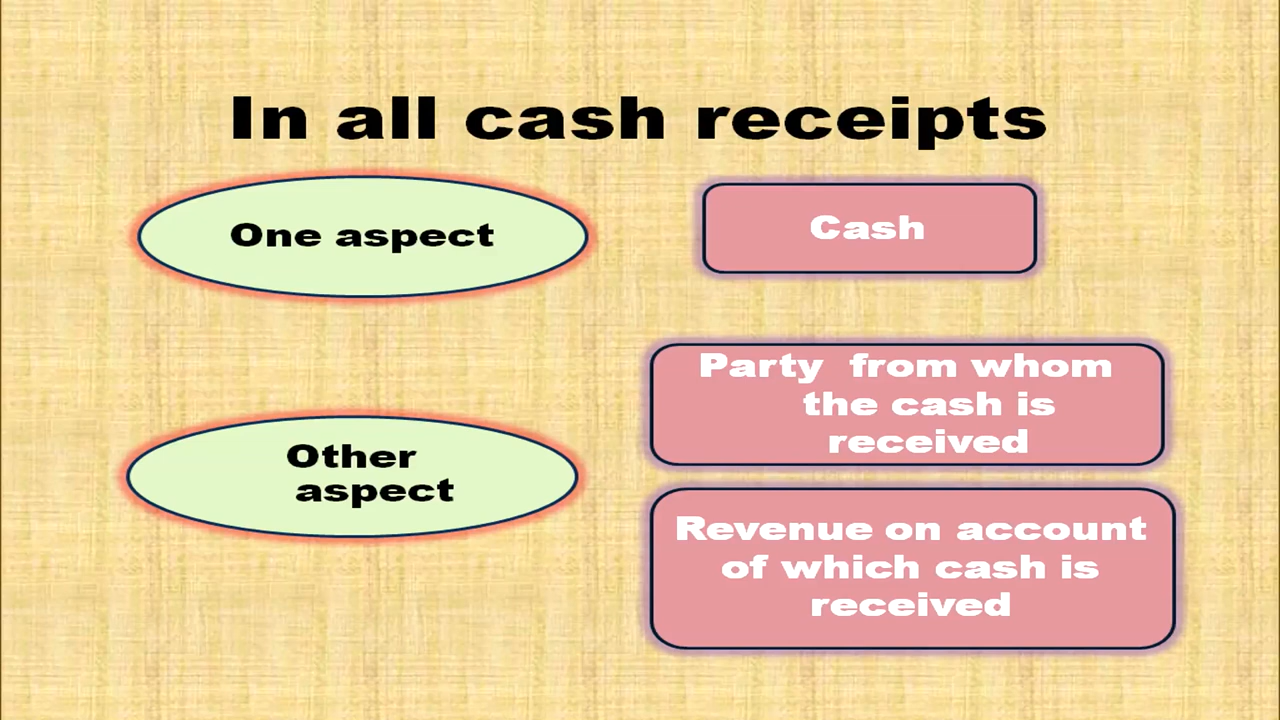 In all cash receipts
One aspect
Cash
Other
aspect
Party from whom
the cash is
received
Revenue on account
of which cash is
received